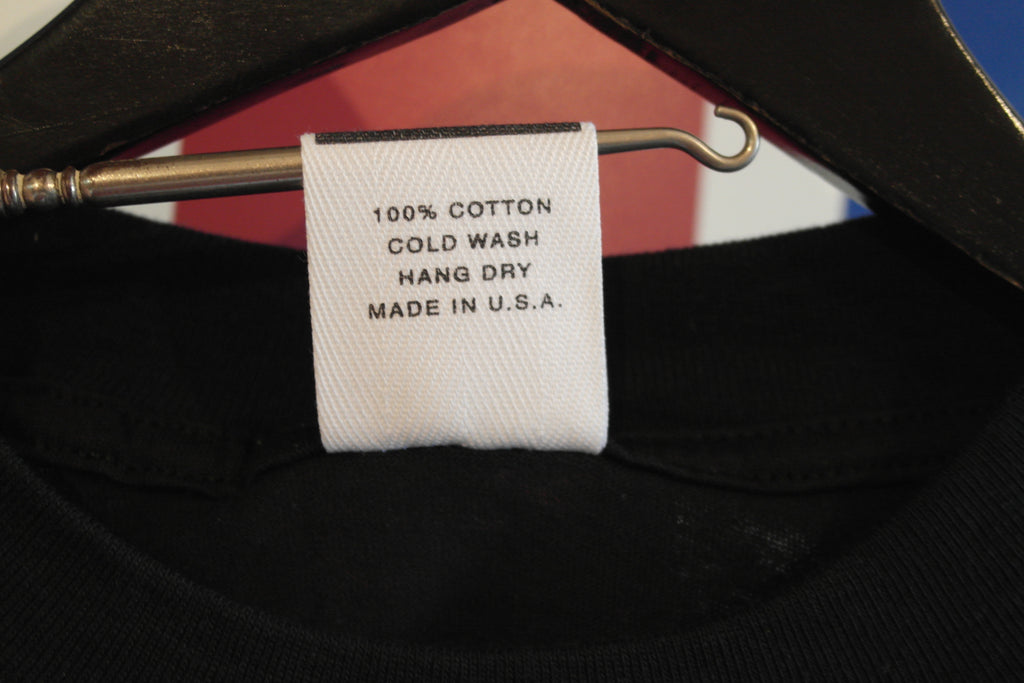 100% COTTON
COLD WASH
HANG DRY
MADE IN U.S.A.